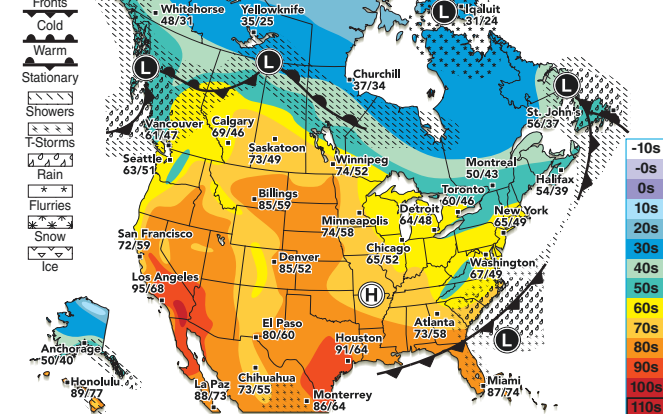 Fronts
Cold
Warm
Stationary
Showers
T-Storms
Rain
Flurries
Snow
Ice
Whitehorse
48/31
Yellowknife
35/25
Iqaluit
31/24
L
L
L
L
Churchill
37/34
St. John's
56/37
Vancouver
61/47
Calgary
69/46
Saskatoon
73/49
Winnipeg
74/52
Seattle
63/51
Montreal
50/43
Halifax
54/39
Toronto
60/46
Billings
85/59
Minneapolis
74/58
Detroit
64/48
New York
65/49
San Francisco
72/59
Denver
85/52
Chicago
65/52
Washington
67/49
Los Angeles
95/68
H
El Paso
80/60
Atlanta
73/58
Houston
91/64
L
Anchorage
50/40
Honolulu
89/77
La Paz
88/73
Chihuahua
73/55
Monterrey
86/64
Miami
87/74
-10s
-0s
0s
10s
20s
30s
40s
50s
60s
70s
80s
90s
100s
110s